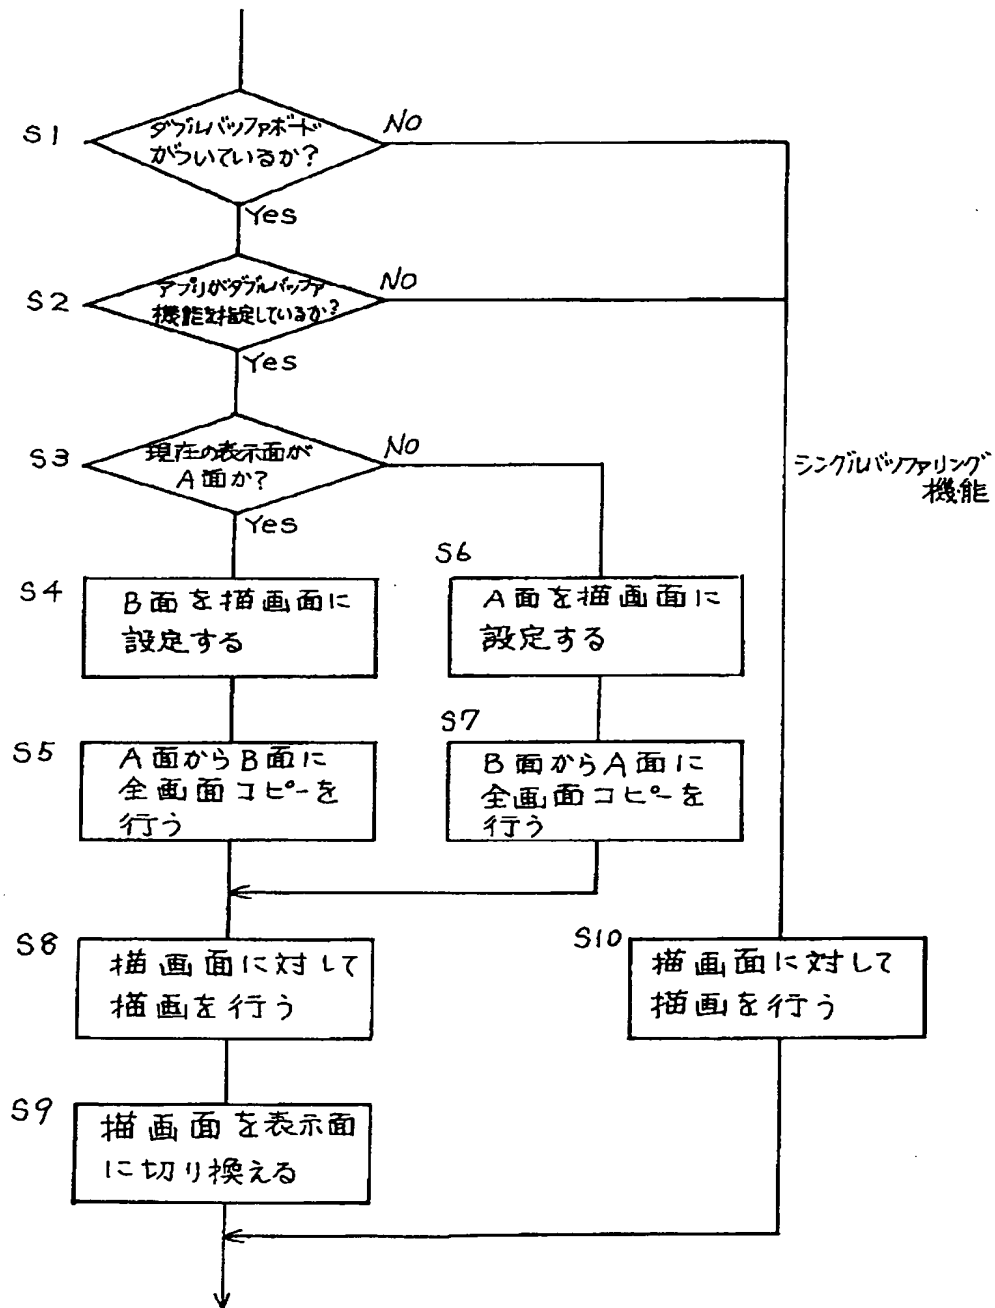 S1
ダブルバッファボード
がついているか?
NO
Yes
S2
アプリがダブルバッファ
機能を指定しているか?
NO
Yes
S3
現在の表示面が
A面か?
NO
Yes
シングルバッファリング
機能
S4
B面を描画面に
設定する
S6
A面を描画面に
設定する
S5
A面からB面に
全画面コピーを
行う
S7
B面からA面に
全画面コピーを
行う
S8
描画面に対して
描画を行う
S10
描画面に対して
描画を行う
S9
描画面を表示面
に切り換える